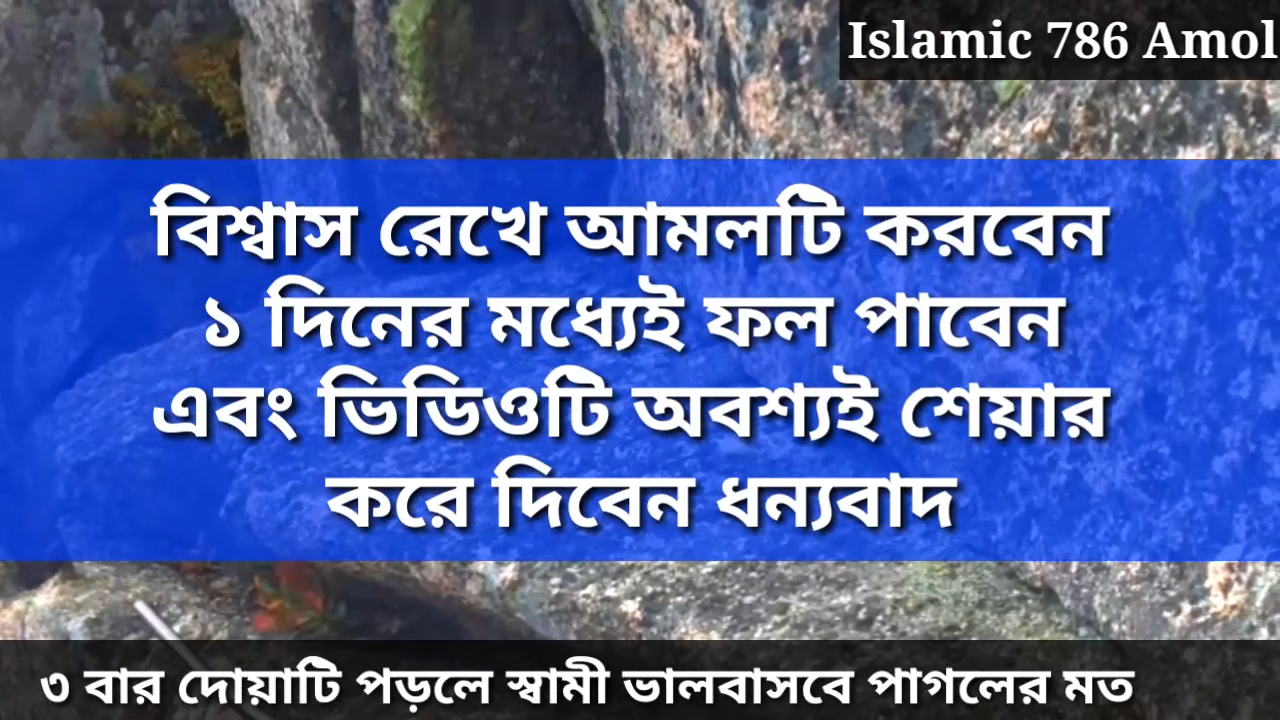 Islamic 786 Amol
বিশ্বাস রেখে আমলটি করবেন
১ দিনের মধ্যেই ফল পাবেন
এবং ভিডিওটি অবশ্যই শেয়ার
করে দিবেন ধন্যবাদ
৩ বার দোয়াটি পড়লে স্বামী ভালবাসবে পাগলের মত